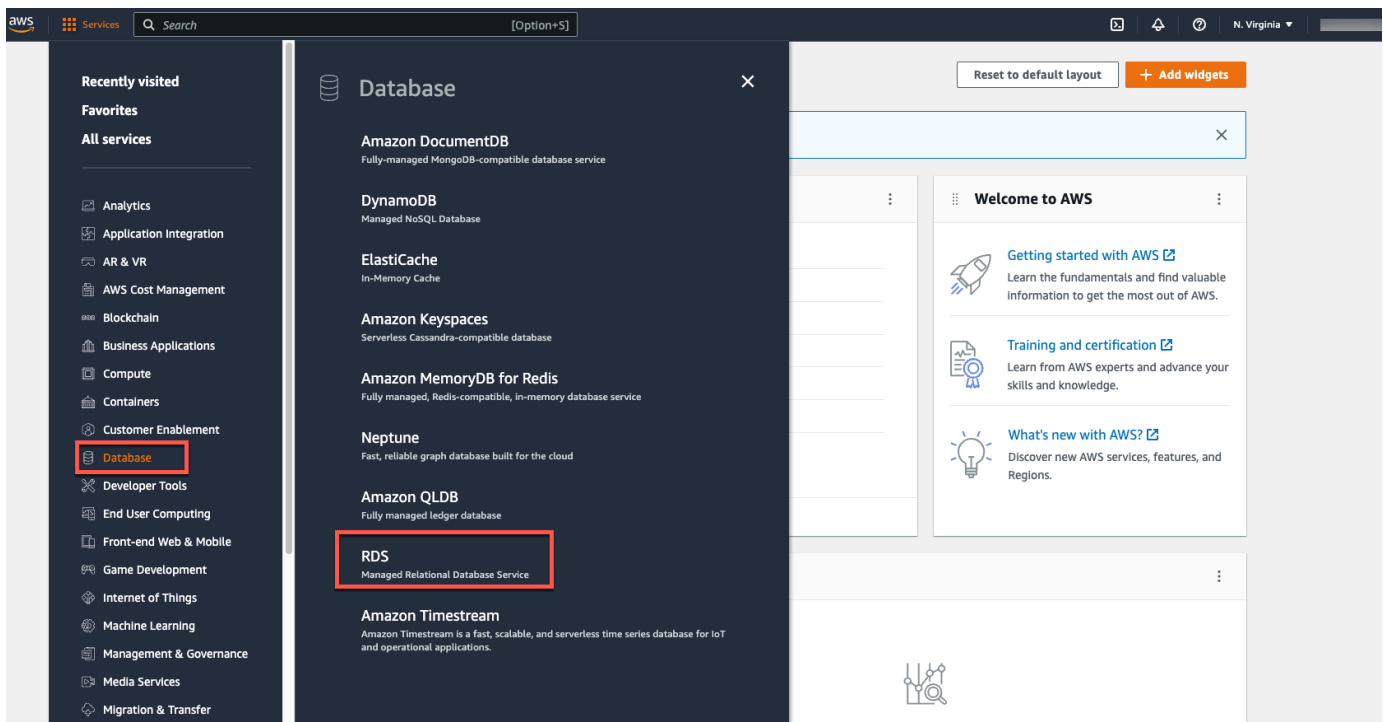 aws
Services
Search
[Option+S]
N. Virginia
Recently visited
Favorites
All services
Analytics
Application Integration
AR & VR
AWS Cost Management
Blockchain
Business Applications
Compute
Containers
Customer Enablement
Database
Developer Tools
End User Computing
Front-end Web & Mobile
Game Development
Internet of Things
Machine Learning
Management & Governance
Media Services
Migration & Transfer
Database
Amazon DocumentDB
Fully-managed MongoDB-compatible database service
DynamoDB
Managed NoSQL Database
ElastiCache
In-Memory Cache
Amazon Keyspaces
Serverless Cassandra-compatible database
Amazon MemoryDB for Redis
Fully managed, Redis-compatible, in-memory database service
Neptune
Fast, reliable graph database built for the cloud
Amazon QLDB
Fully managed ledger database
RDS
Managed Relational Database Service
Amazon Timestream
Amazon Timestream is a fast, scalable, and serverless time series database for IoT
and operational applications.
Reset to default layout
+ Add widgets
Welcome to AWS
Getting started with AWS
Learn the fundamentals and find valuable
information to get the most out of AWS.
Training and certification
Learn from AWS experts and advance your
skills and knowledge.
What's new with AWS?
Discover new AWS services, features, and
Regions.